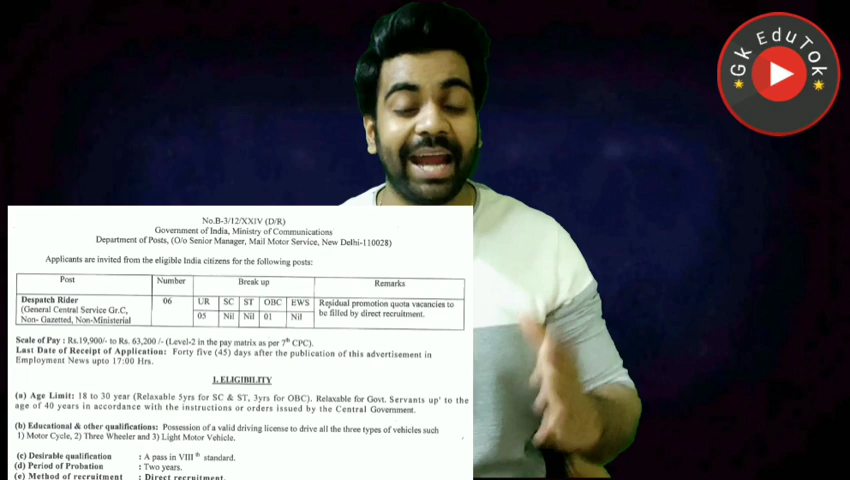 GK EduTok
No.B-3/12/XXIV (D/R)
Government of India, Ministry of Communications
Department of Posts, (O/o Senior Manager, Mail Motor Service, New Delhi-110028)
Applicants are invited from the eligible India citizens for the following posts:
Post Number Break up Remarks
Despatch Rider 06 UR SC ST OBC EWS Residual promotion quota vacancies to
(General Central Service Gr.C, be filled by direct recruitment.
Non- Gazetted, Non-Ministerial 05 Nil Nil 01 Nil
Scale of Pay : Rs.19,900/- to Rs. 63,200 /- (Level-2 in the pay matrix as per 7th CPC).
Last Date of Receipt of Application: Forty five (45) days after the publication of this advertisement in
Employment News upto 17:00 Hrs.
I. ELIGIBILITY
(a) Age Limit: 18 to 30 year (Relaxable 5yrs for SC & ST, 3yrs for OBC). Relaxable for Govt. Servants up' to the
age of 40 years in accordance with the instructions or orders issued by the Central Government.
(b) Educational & other qualifications: Possession of a valid driving license to drive all the three types of vehicles such
1) Motor Cycle, 2) Three Wheeler and 3) Light Motor Vehicle.
(c) Desirable qualification : A pass in VIIIth standard.
(d) Period of Probation : Two years.
(e) Method of recruitment : Direct recruitment.